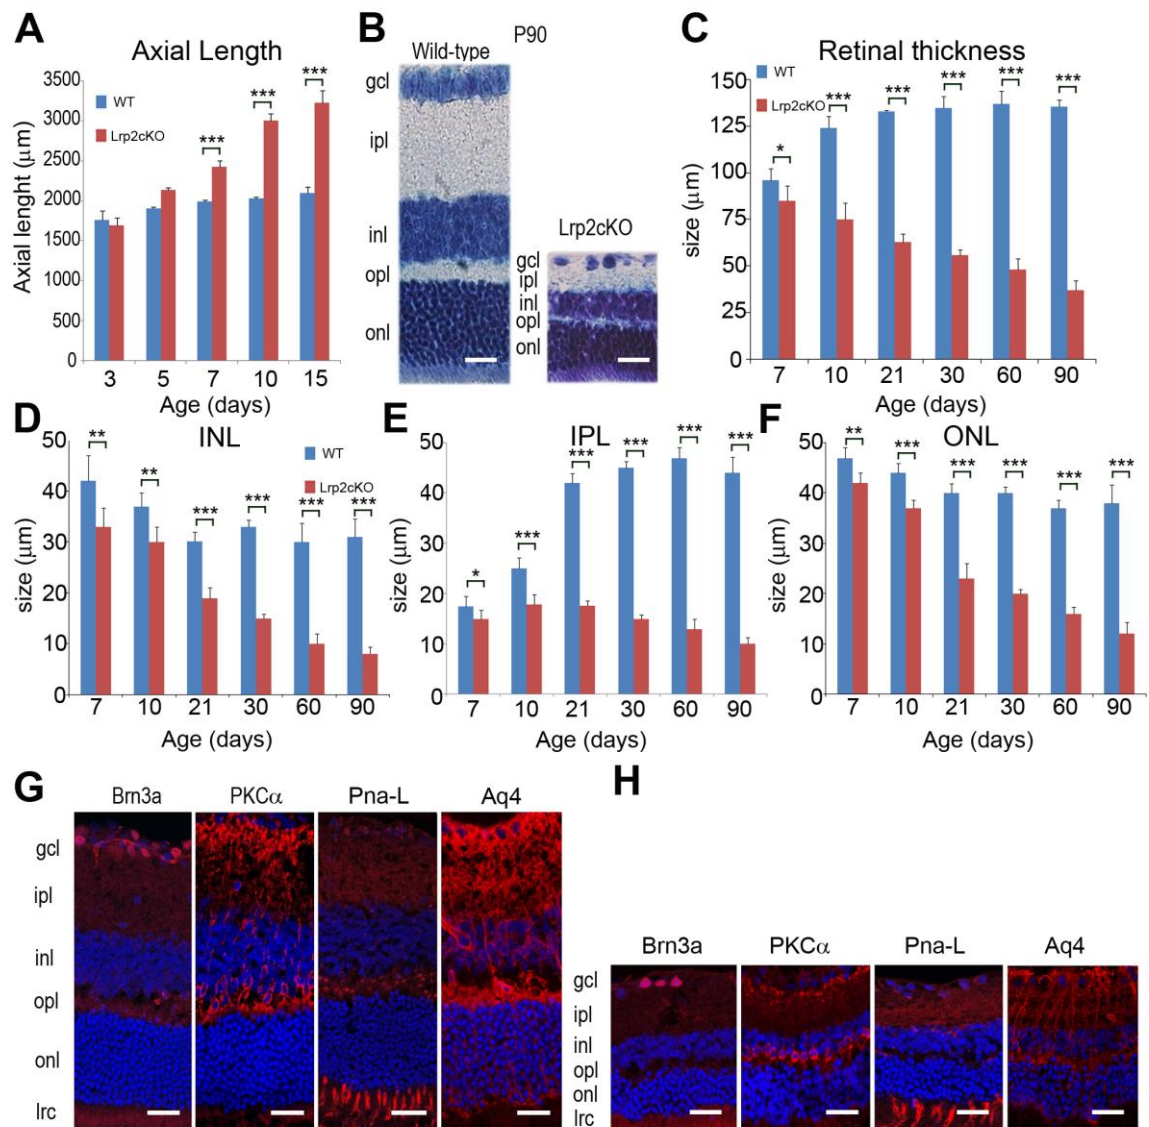 A
Axial Length
Axial lenght (μm)
3500
3000
2500
2000
1500
1000
500
0
WT
Lrp2cKO
***
***
***
3 5 7 10 15
Age (days)
B
P90
Wild-type
gcl
ipl
inl
opl
onl
Lrp2cKO
gcl
ipl
inl
opl
onl
C
Retinal thickness
size (μm)
150
125
100
75
50
25
0
WT
Lrp2cKO
* *** *** *** *** ***
7 10 21 30 60 90
Age (days)
D
INL
size (μm)
50
40
30
20
10
0
WT
Lrp2cKO
** ** *** *** *** ***
7 10 21 30 60 90
Age (days)
E
IPL
size (μm)
50
40
30
20
10
0
* *** *** *** *** ***
7 10 21 30 60 90
Age (days)
F
ONL
size (μm)
50
40
30
20
10
0
** *** *** *** *** ***
7 10 21 30 60 90
Age (days)
G
Brn3a PKCα Pna-L Aq4
gcl
ipl
inl
opl
onl
lrc
H
Brn3a PKCα Pna-L Aq4
gcl
ipl
inl
opl
onl
lrc